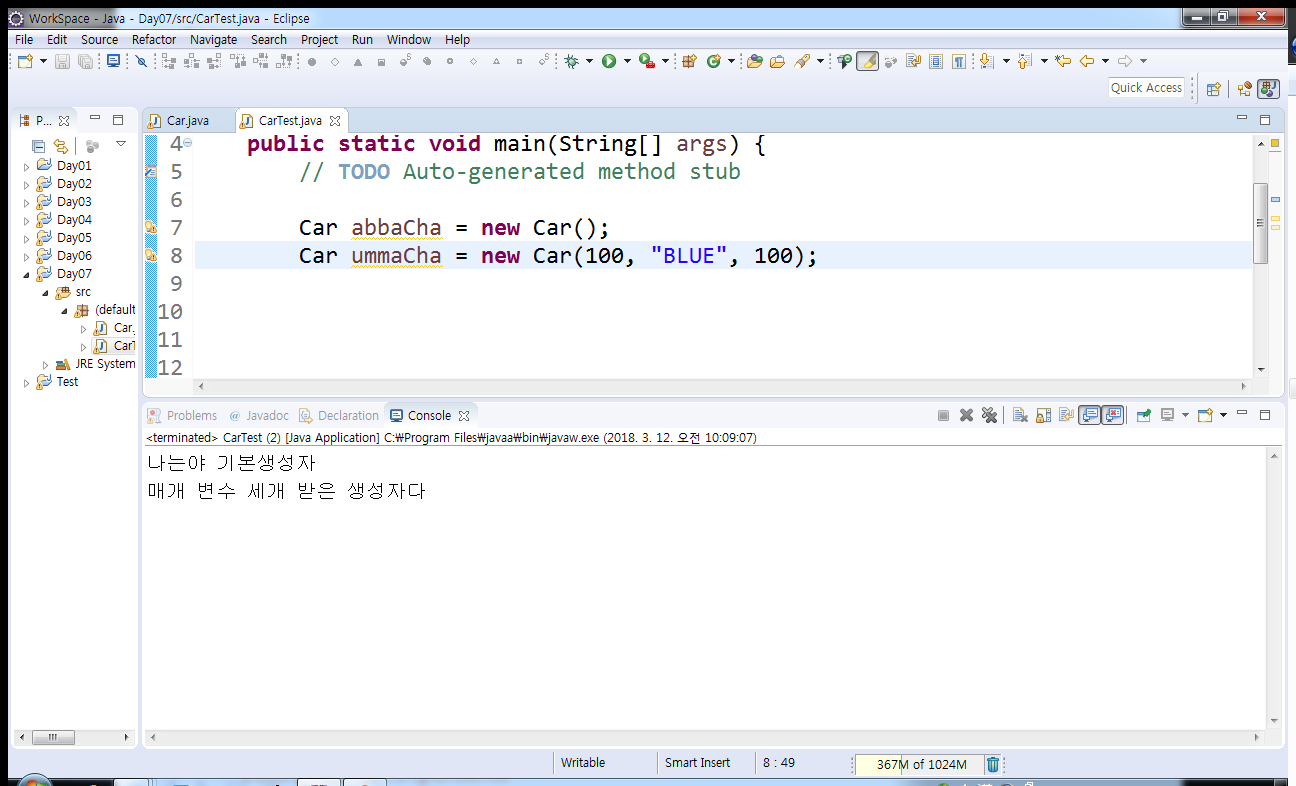 WorkSpace - Java - Day07/src/CarTest.java - Eclipse
File Edit Source Refactor Navigate Search Project Run Window Help
Quick Access
P...
Car.java
CarTest.java
Day01
Day02
Day03
Day04
Day05
Day06
Day07
src
(default
Car.
CarT
JRE System
Test
4 public static void main(String[] args) {
5 // TODO Auto-generated method stub
6
7 Car abbaCha = new Car();
8 Car ummaCha = new Car(100, "BLUE", 100);
9
10
11
12
Problems @ Javadoc Declaration Console
<terminated> CarTest (2) [Java Application] C:₩Program Files₩javaa₩bin₩javaw.exe (2018. 3. 12. 오전 10:09:07)
나는야 기본생성자
매개 변수 세개 받은 생성자다
Writable Smart Insert 8 : 49 367M of 1024M